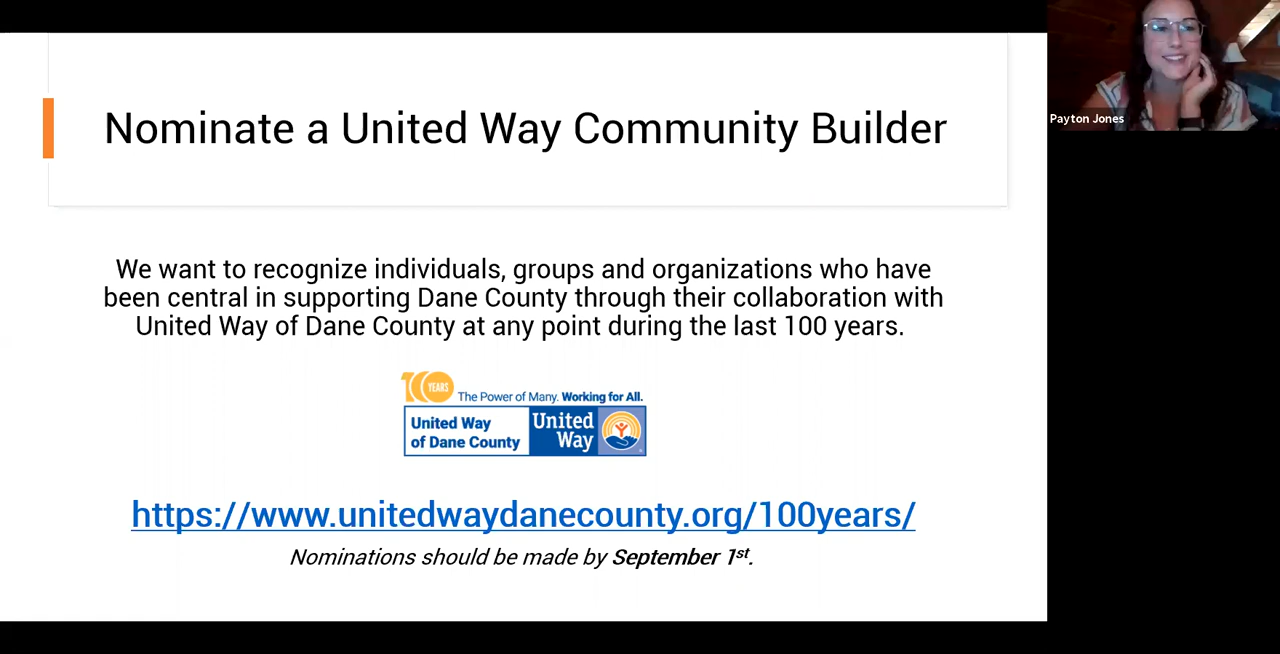 Nominate a United Way Community Builder
Payton Jones
We want to recognize individuals, groups and organizations who have
been central in supporting Dane County through their collaboration with
United Way of Dane County at any point during the last 100 years.
100 YEARS The Power of Many. Working for All.
United Way
of Dane County
United
Way
https://www.unitedwaydanecounty.org/100years/
Nominations should be made by September 1st.